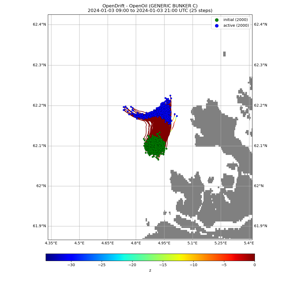 OpenDrift - OpenOil (GENERIC BUNKER C)
2024-01-03 09:00 to 2024-01-03 21:00 UTC (25 steps)
initial (2000)
active (2000)
62.4°N
62.4°N
62.3°N
62.3°N
62.2°N
62.2°N
62.1°N
62.1°N
62°N
62°N
61.9°N
61.9°N
4.35°E
4.5°E
4.65°E
4.8°E
4.95°E
5.1°E
5.25°E
5.4°E
−30
−25
−20
−15
−10
−5
0
z